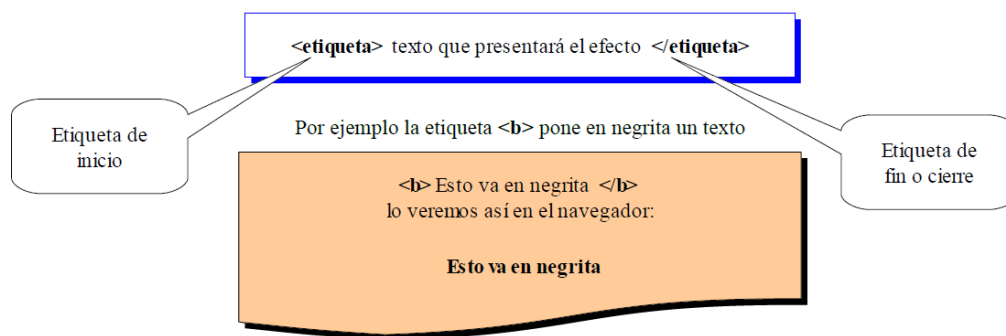 <etiqueta> texto que presentará el efecto </etiqueta>
Etiqueta de
inicio
Por ejemplo la etiqueta <b> pone en negrita un texto
Etiqueta de
fin o cierre
<b> Esto va en negrita </b>
lo veremos así en el navegador:
Esto va en negrita